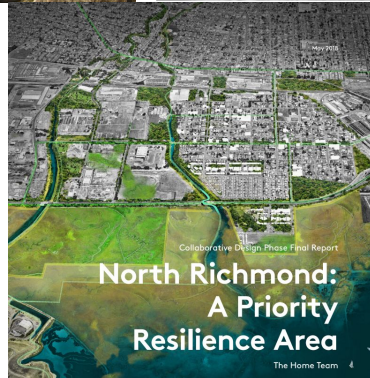 May 2018
Collaborative Design Phase Final Report
North Richmond:
A Priority
Resilience Area
The Home Team